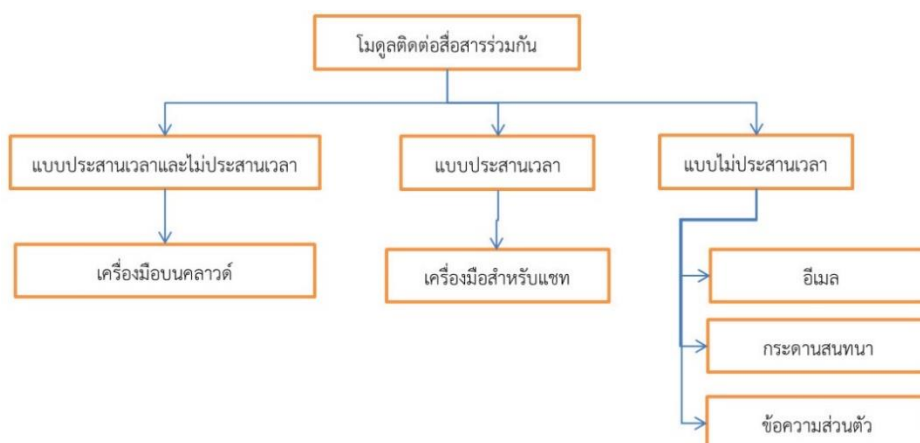 โมดูลติดต่อสื่อสารร่วมกัน
แบบประสานเวลาและไม่ประสานเวลา
แบบประสานเวลา
แบบไม่ประสานเวลา
เครื่องมือบนคลาวด์
เครื่องมือสำหรับแชท
อีเมล
กระดานสนทนา
ข้อความส่วนตัว